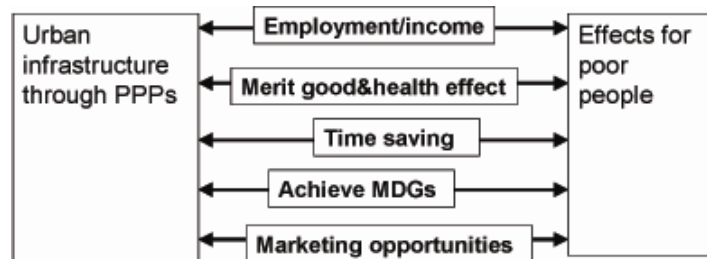 Urban
infrastructure
through PPPs
Employment/income
Merit good&health effect
Time saving
Achieve MDGs
Marketing opportunities
Effects for
poor
people